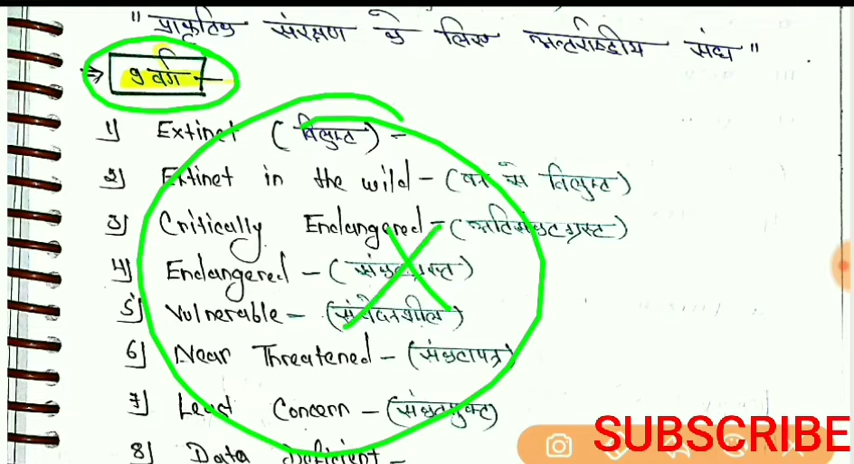 "प्राकृतिक संरक्षण के लिए अन्तर्राष्ट्रीय संघ"
→ 9 वर्ग -
1) Extinct (विलुप्त) -
2) Extinct in the wild - (वन से विलुप्त)
3) Critically Endangered - (अतिसंकटग्रस्ट)
4) Endangered - (संकटग्रस्त)
5) Vulnerable - (संवेदनशील)
6) Near Threatened - (संकटापन्न)
7) Least Concern - (संकटमुक्ट)
8) Data Deficient -
SUBSCRIBE